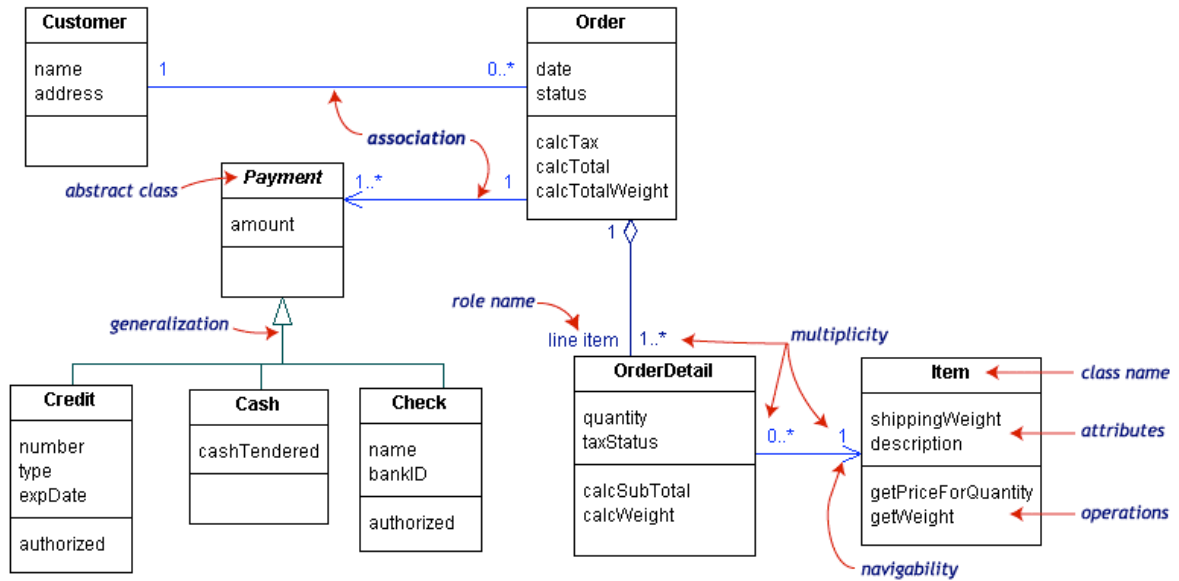 Customer
name
address
1
0..*
Order
date
status
calcTax
calcTotal
calcTotalWeight
association
abstract class
Payment
amount
1..*
1
1
generalization
role name
line item
1..*
multiplicity
Credit
number
type
expDate
authorized
Cash
cashTendered
Check
name
bankID
authorized
OrderDetail
quantity
taxStatus
calcSubTotal
calcWeight
0..*
1
Item
shippingWeight
description
getPriceForQuantity
getWeight
class name
attributes
operations
navigability